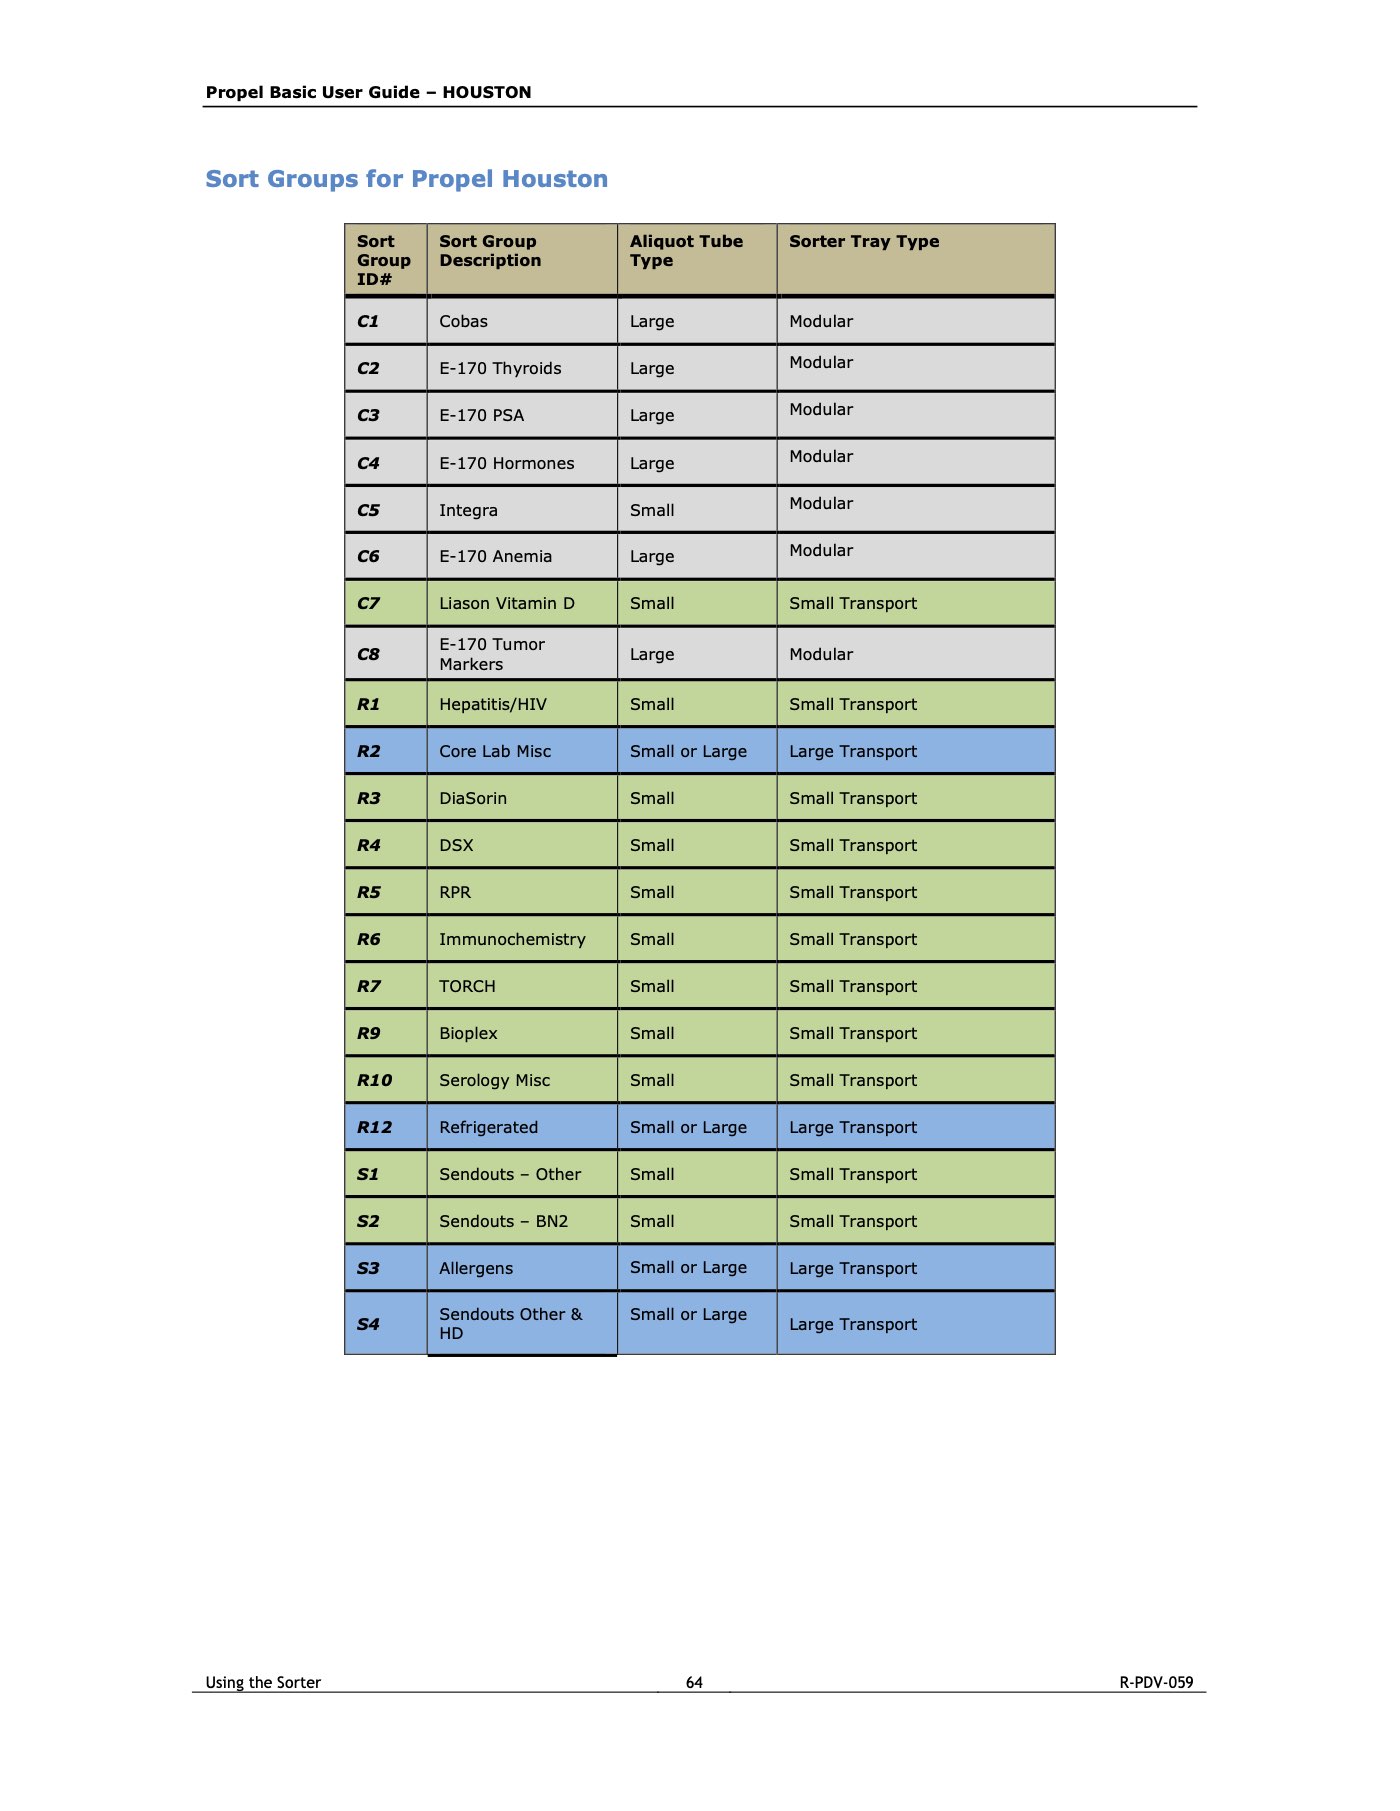 Propel Basic User Guide – HOUSTON
Sort Groups for Propel Houston
Sort Group ID# Sort Group Description Aliquot Tube Type Sorter Tray Type
C1 Cobas Large Modular
C2 E-170 Thyroids Large Modular
C3 E-170 PSA Large Modular
C4 E-170 Hormones Large Modular
C5 Integra Small Modular
C6 E-170 Anemia Large Modular
C7 Liason Vitamin D Small Small Transport
C8 E-170 Tumor Markers Large Modular
R1 Hepatitis/HIV Small Small Transport
R2 Core Lab Misc Small or Large Large Transport
R3 DiaSorin Small Small Transport
R4 DSX Small Small Transport
R5 RPR Small Small Transport
R6 Immunochemistry Small Small Transport
R7 TORCH Small Small Transport
R9 Bioplex Small Small Transport
R10 Serology Misc Small Small Transport
R12 Refrigerated Small or Large Large Transport
S1 Sendouts – Other Small Small Transport
S2 Sendouts – BN2 Small Small Transport
S3 Allergens Small or Large Large Transport
S4 Sendouts Other & HD Small or Large Large Transport
Using the Sorter 64 R-PDV-059